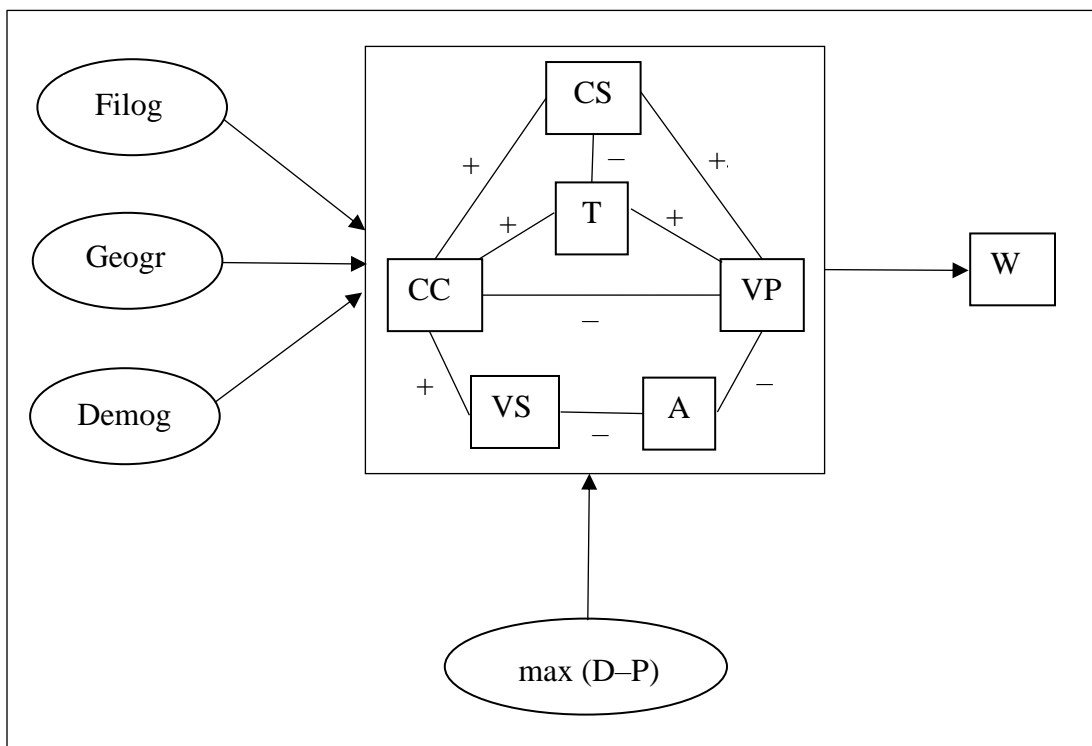 Filog
Geogr
Demog
CS
+
–
+
T
+
+
CC
VP
–
+
VS
–
A
–
W
max (D–P)